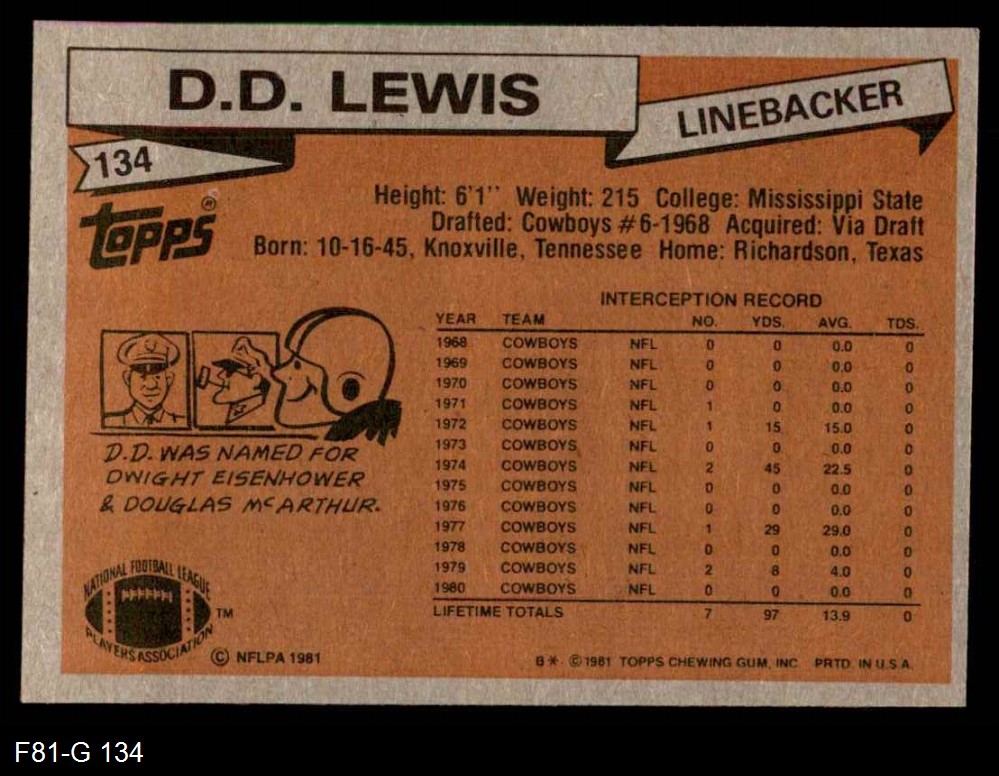 D.D. LEWIS
LINEBACKER
134
TOPPS ®
Height: 6'1'' Weight: 215 College: Mississippi State
Drafted: Cowboys #6-1968 Acquired: Via Draft
Born: 10-16-45, Knoxville, Tennessee Home: Richardson, Texas
INTERCEPTION RECORD
YEAR TEAM NO. YDS. AVG. TDS.
1968 COWBOYS NFL 0 0 0.0 0
1969 COWBOYS NFL 0 0 0.0 0
1970 COWBOYS NFL 0 0 0.0 0
1971 COWBOYS NFL 1 0 0.0 0
1972 COWBOYS NFL 1 15 15.0 0
1973 COWBOYS NFL 0 0 0.0 0
1974 COWBOYS NFL 2 45 22.5 0
1975 COWBOYS NFL 0 0 0.0 0
1976 COWBOYS NFL 0 0 0.0 0
1977 COWBOYS NFL 1 29 29.0 0
1978 COWBOYS NFL 0 0 0.0 0
1979 COWBOYS NFL 2 8 4.0 0
1980 COWBOYS NFL 0 0 0.0 0
LIFETIME TOTALS 7 97 13.9 0
D.D. WAS NAMED FOR
DWIGHT EISENHOWER
& DOUGLAS McARTHUR.
NATIONAL FOOTBALL LEAGUE
PLAYERS ASSOCIATION
TM
© NFLPA 1981
B* ©1981 TOPPS CHEWING GUM, INC PRTD. IN U.S.A.
F81-G 134